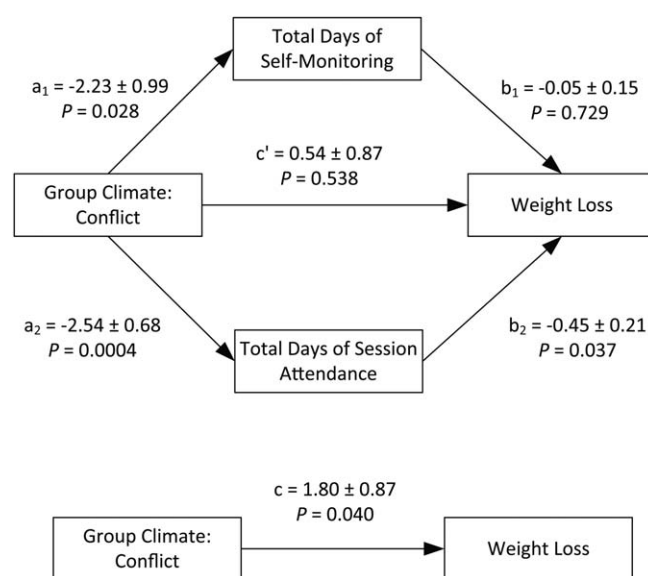 Total Days of
Self-Monitoring
a1 = -2.23 ± 0.99
P = 0.028
b1 = -0.05 ± 0.15
P = 0.729
c' = 0.54 ± 0.87
P = 0.538
Group Climate:
Conflict
Weight Loss
a2 = -2.54 ± 0.68
P = 0.0004
b2 = -0.45 ± 0.21
P = 0.037
Total Days of Session
Attendance
c = 1.80 ± 0.87
P = 0.040
Group Climate:
Conflict
Weight Loss